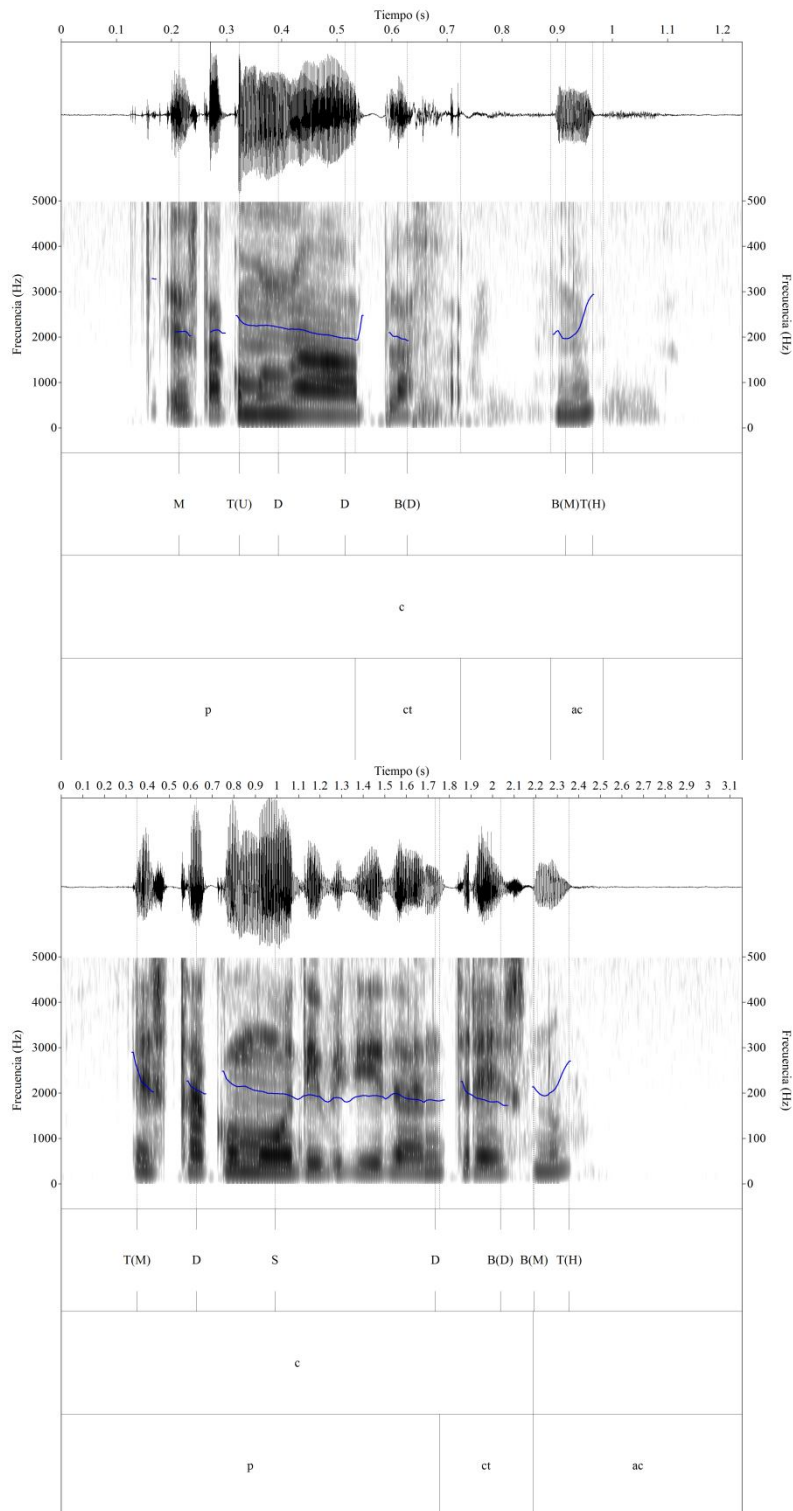 Tiempo (s)
0 0.1 0.2 0.3 0.4 0.5 0.6 0.7 0.8 0.9 1 1.1 1.2
5000 500
4000 400
3000 300
2000 200
1000 100
0 0
Frecuencia (Hz)
Frecuencia (Hz)
M T(U) D D B(D) B(M) T(H)
c
p ct ac
Tiempo (s)
0 0.1 0.2 0.3 0.4 0.5 0.6 0.7 0.8 0.9 1 1.1 1.2 1.3 1.4 1.5 1.6 1.7 1.8 1.9 2 2.1 2.2 2.3 2.4 2.5 2.6 2.7 2.8 2.9 3 3.1
5000 500
4000 400
3000 300
2000 200
1000 100
0 0
Frecuencia (Hz)
Frecuencia (Hz)
T(M) D S D B(D) B(M) T(H)
c
p ct ac